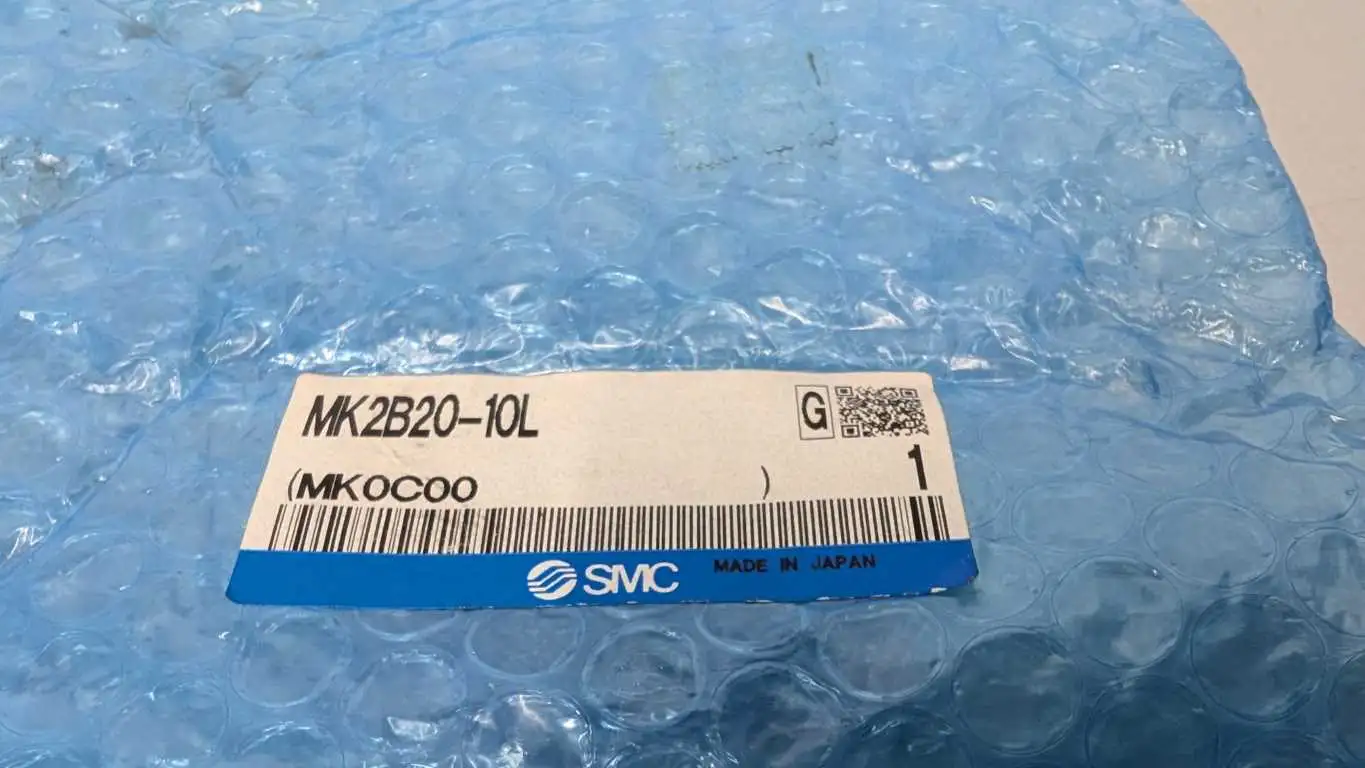 MK2B20-10L
G
(MK0C00 )
1
SMC
MADE IN JAPAN